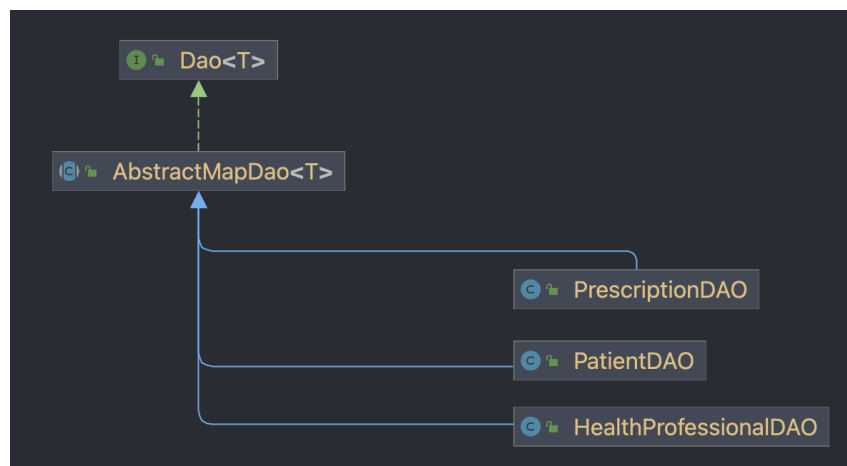 I Dao<T>
C AbstractMapDao<T>
C PrescriptionDAO
C PatientDAO
C HealthProfessionalDAO